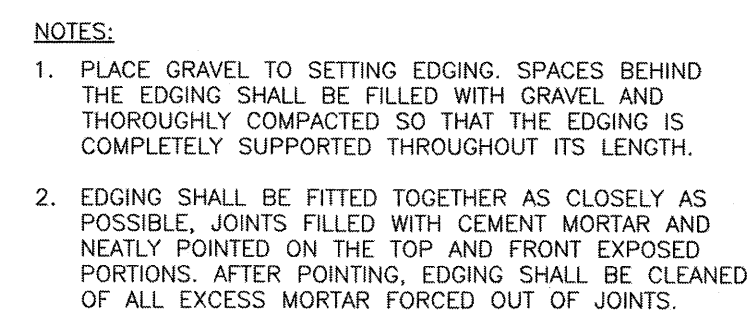 NOTES:
1. PLACE GRAVEL TO SETTING EDGING. SPACES BEHIND
THE EDGING SHALL BE FILLED WITH GRAVEL AND
THOROUGHLY COMPACTED SO THAT THE EDGING IS
COMPLETELY SUPPORTED THROUGHOUT ITS LENGTH.
2. EDGING SHALL BE FITTED TOGETHER AS CLOSELY AS
POSSIBLE, JOINTS FILLED WITH CEMENT MORTAR AND
NEATLY POINTED ON THE TOP AND FRONT EXPOSED
PORTIONS. AFTER POINTING, EDGING SHALL BE CLEANED
OF ALL EXCESS MORTAR FORCED OUT OF JOINTS.